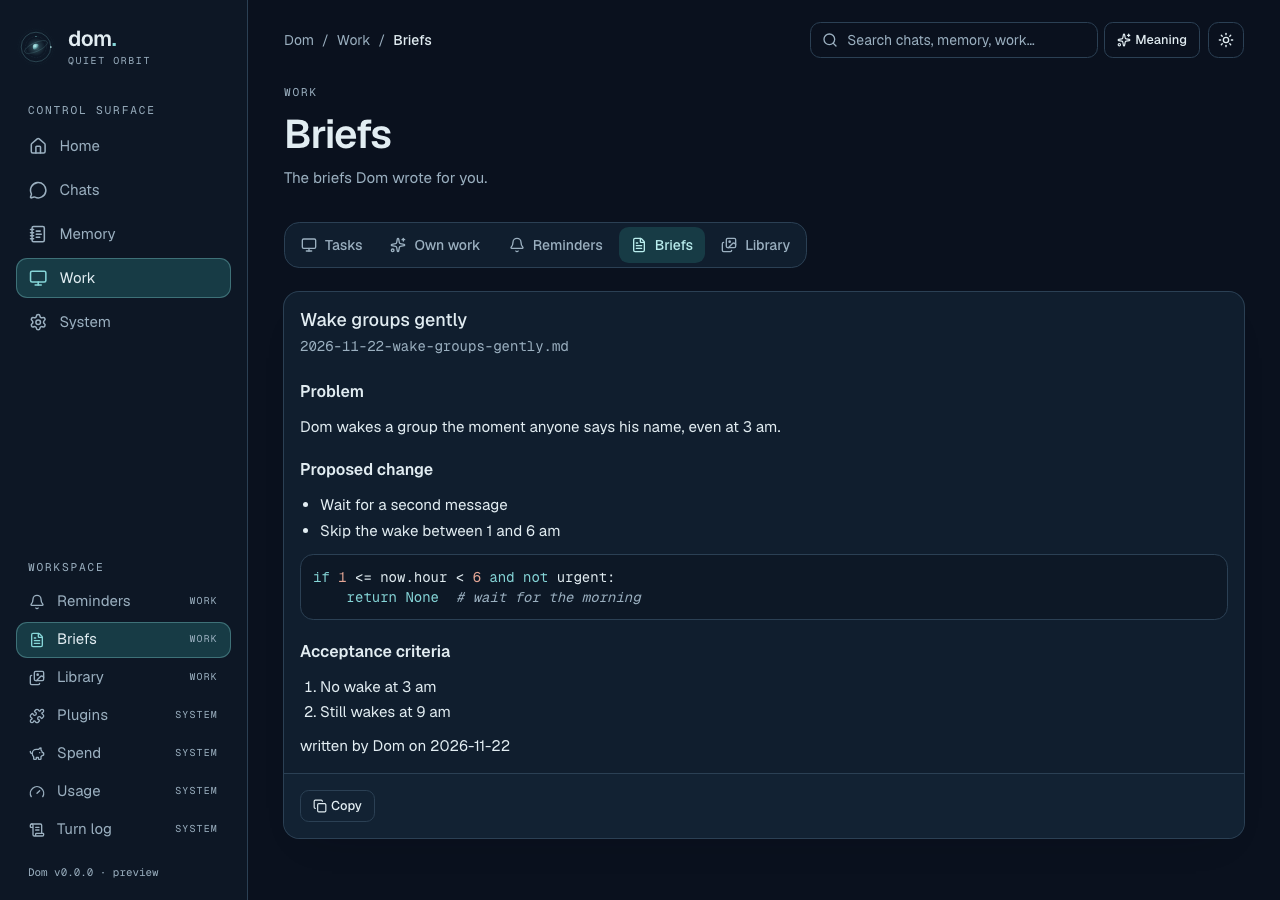 dom.
QUIET ORBIT
CONTROL SURFACE
Home
Chats
Memory
Work
System
WORKSPACE
Reminders WORK
Briefs WORK
Library WORK
Plugins SYSTEM
Spend SYSTEM
Usage SYSTEM
Turn log SYSTEM
Dom v0.0.0 · preview
Dom / Work / Briefs
Search chats, memory, work…
Meaning
WORK
Briefs
The briefs Dom wrote for you.
Tasks Own work Reminders Briefs Library
Wake groups gently
2026-11-22-wake-groups-gently.md
Problem
Dom wakes a group the moment anyone says his name, even at 3 am.
Proposed change
• Wait for a second message
• Skip the wake between 1 and 6 am
if 1 <= now.hour < 6 and not urgent:
    return None  # wait for the morning
Acceptance criteria
1. No wake at 3 am
2. Still wakes at 9 am
written by Dom on 2026-11-22
Copy